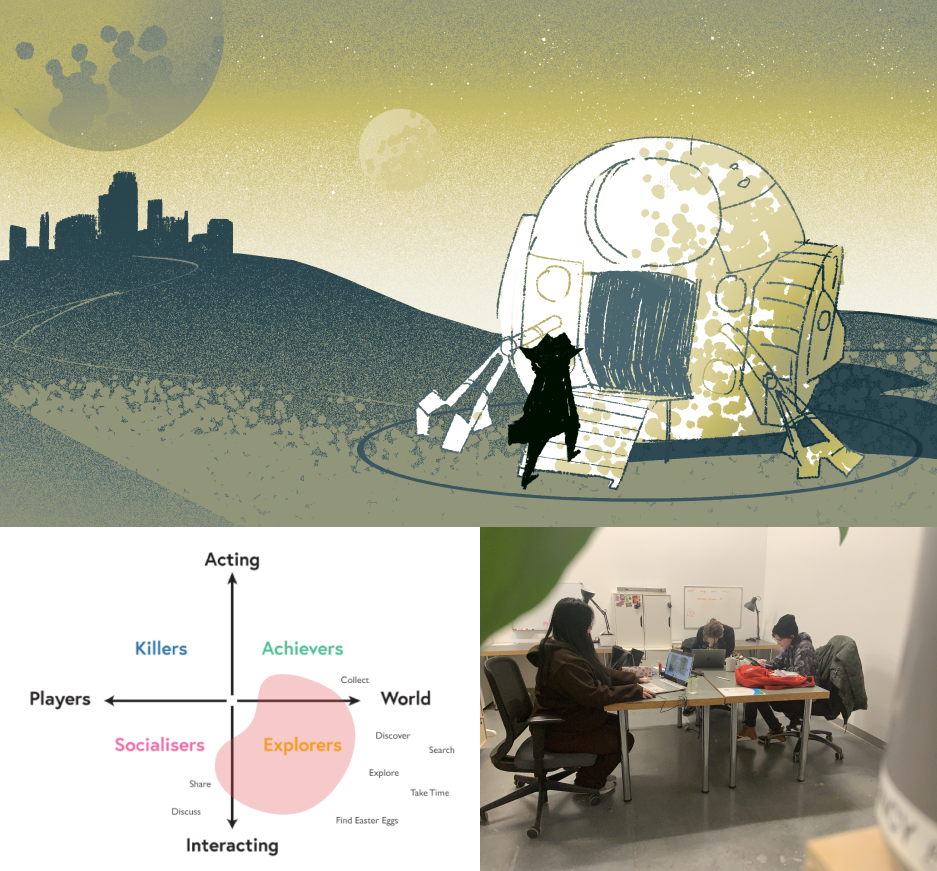 Acting
Killers
Achievers
Collect
Players
World
Socialisers
Explorers
Discover
Search
Share
Explore
Take Time
Discuss
Find Easter Eggs
Interacting